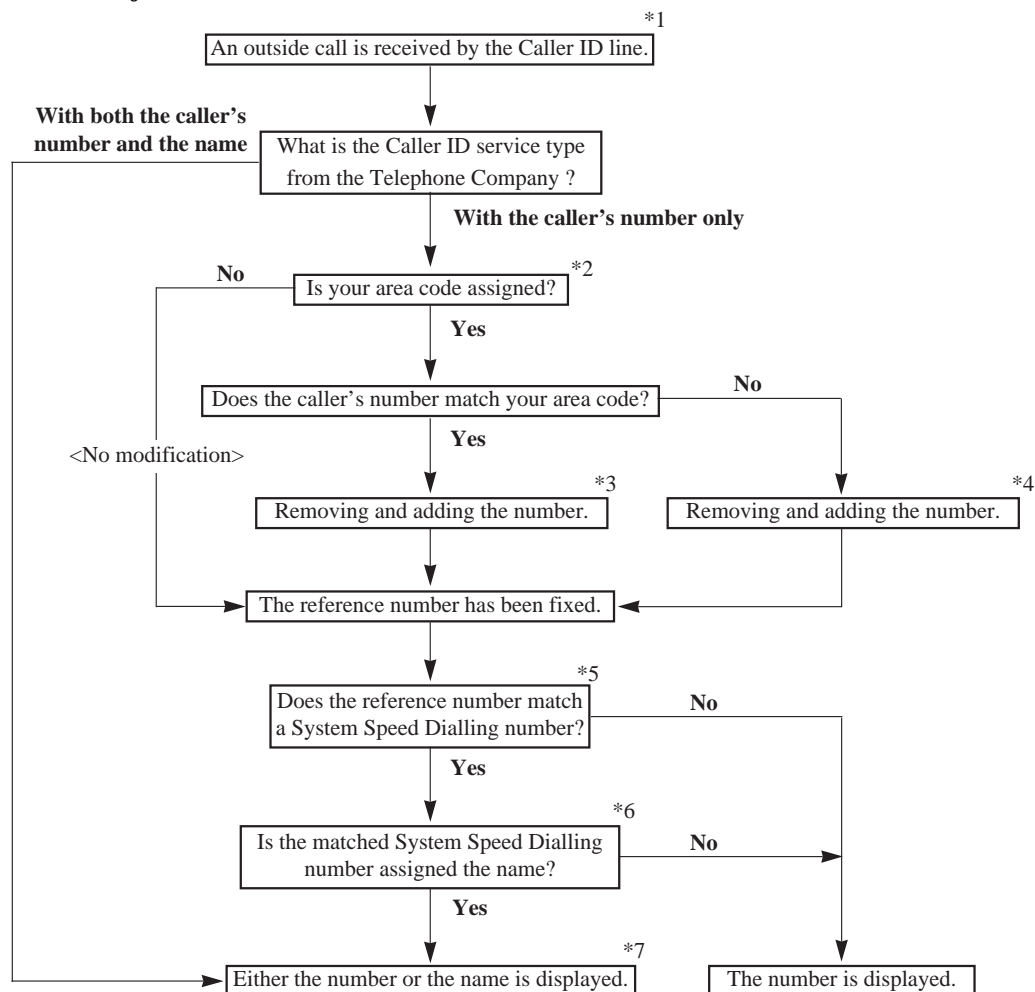 *1
An outside call is received by the Caller ID line.
With both the caller's
number and the name
What is the Caller ID service type
from the Telephone Company ?
With the caller's number only
*2
No
Is your area code assigned?
Yes
No
Does the caller's number match your area code?
Yes
<No modification>
*3
*4
Removing and adding the number.
Removing and adding the number.
The reference number has been fixed.
*5
Does the reference number match
a System Speed Dialling number?
No
Yes
*6
Is the matched System Speed Dialling
number assigned the name?
No
Yes
*7
Either the number or the name is displayed.
The number is displayed.